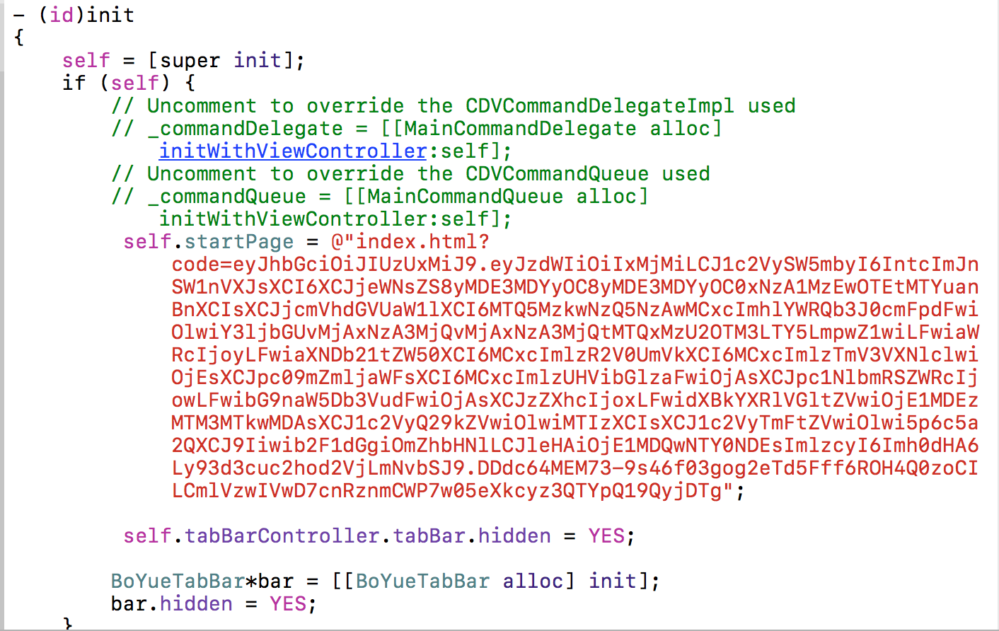 - (id)init
{
self = [super init];
if (self) {
// Uncomment to override the CDVCommandDelegateImpl used
// _commandDelegate = [[MainCommandDelegate alloc]
initWithViewController:self];
// Uncomment to override the CDVCommandQueue used
// _commandQueue = [[MainCommandQueue alloc]
initWithViewController:self];
self.startPage = @"index.html?
code=eyJhbGciOiJIUzUxMiJ9.eyJzdWIiOiIxMjMiLCJ1c2VySW5mbyI6IntcImJn
SW1nVXJsXCI6XCJjeWNsZS8yMDE3MDYyOC8yMDE3MDYyOC0xNzA1MzEwOTEtMTYuan
BnXCIsXCJjcmVhdGVUaW1lXCI6MTQ5MzkwNzQ5NzAwMCxcImhlYWRQb3J0cmFpdFwi
OlwiY3ljbGUvMjAxNzA3MjQvMjAxNzA3MjQtMTQxMzU2OTM3LTY5LmpwZ1wiLFwiaW
RcIjoyLFwiaXNDb21tZW50XCI6MCxcImlzR2V0UmVkXCI6MCxcImlzTmV3VXNlclwi
OjEsXCJpc09mZmljaWFsXCI6MCxcImlzUHVibGlzaFwiOjAsXCJpc1NlbmRSZWRcIj
owLFwibG9naW5Db3VudFwiOjAsXCJzZXhcIjoxLFwidXBkYXRlVGltZVwiOjE1MDEz
MTM3MTkwMDAsXCJ1c2VyQ29kZVwiOlwiMTIzXCIsXCJ1c2VyTmFtZVwiOlwi5p6c5a
2QXCJ9Iiwib2F1dGgiOmZhbHNlLCJleHAiOjE1MDQwNTY0NDEsImlzcyI6Imh0dHA6
Ly93d3cuc2hod2VjLmNvbSJ9.DDdc64MEM73-9s46f03gog2eTd5Fff6ROH4Q0zoCI
LCmlVzwIVwD7cnRznmCWP7w05eXkcyz3QTYpQ19QyjDTg";
self.tabBarController.tabBar.hidden = YES;
BoYueTabBar*bar = [[BoYueTabBar alloc] init];
bar.hidden = YES;
}